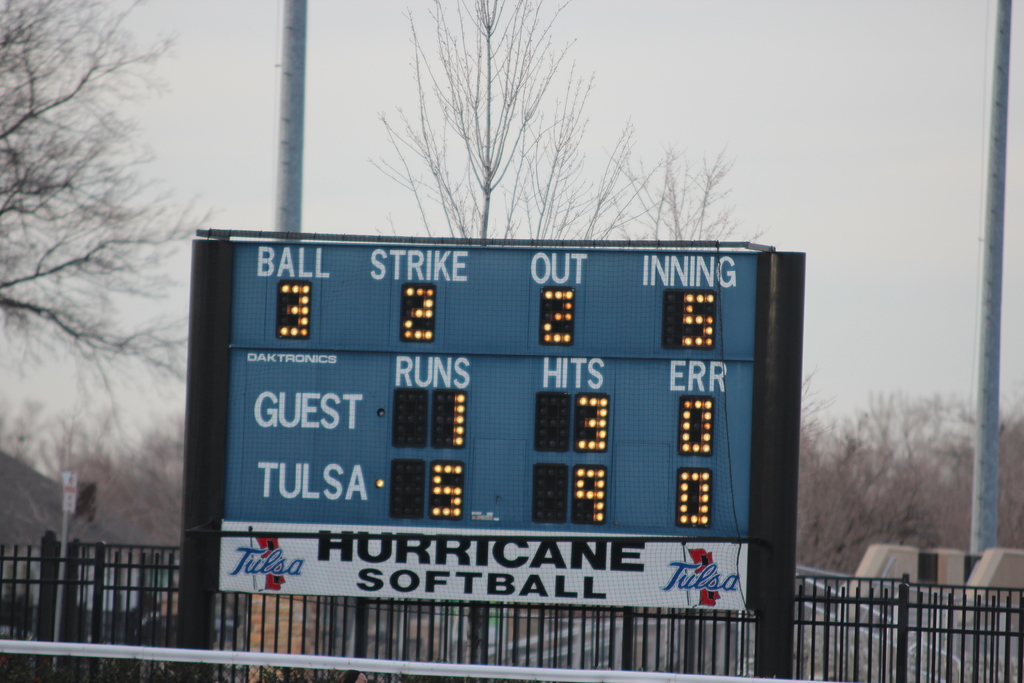 BALL STRIKE OUT INNING
3 2 2 5
DAKTRONICS
RUNS HITS ERR
GUEST 1 3 0
TULSA 5 9 0
Tulsa HURRICANE Tulsa
SOFTBALL